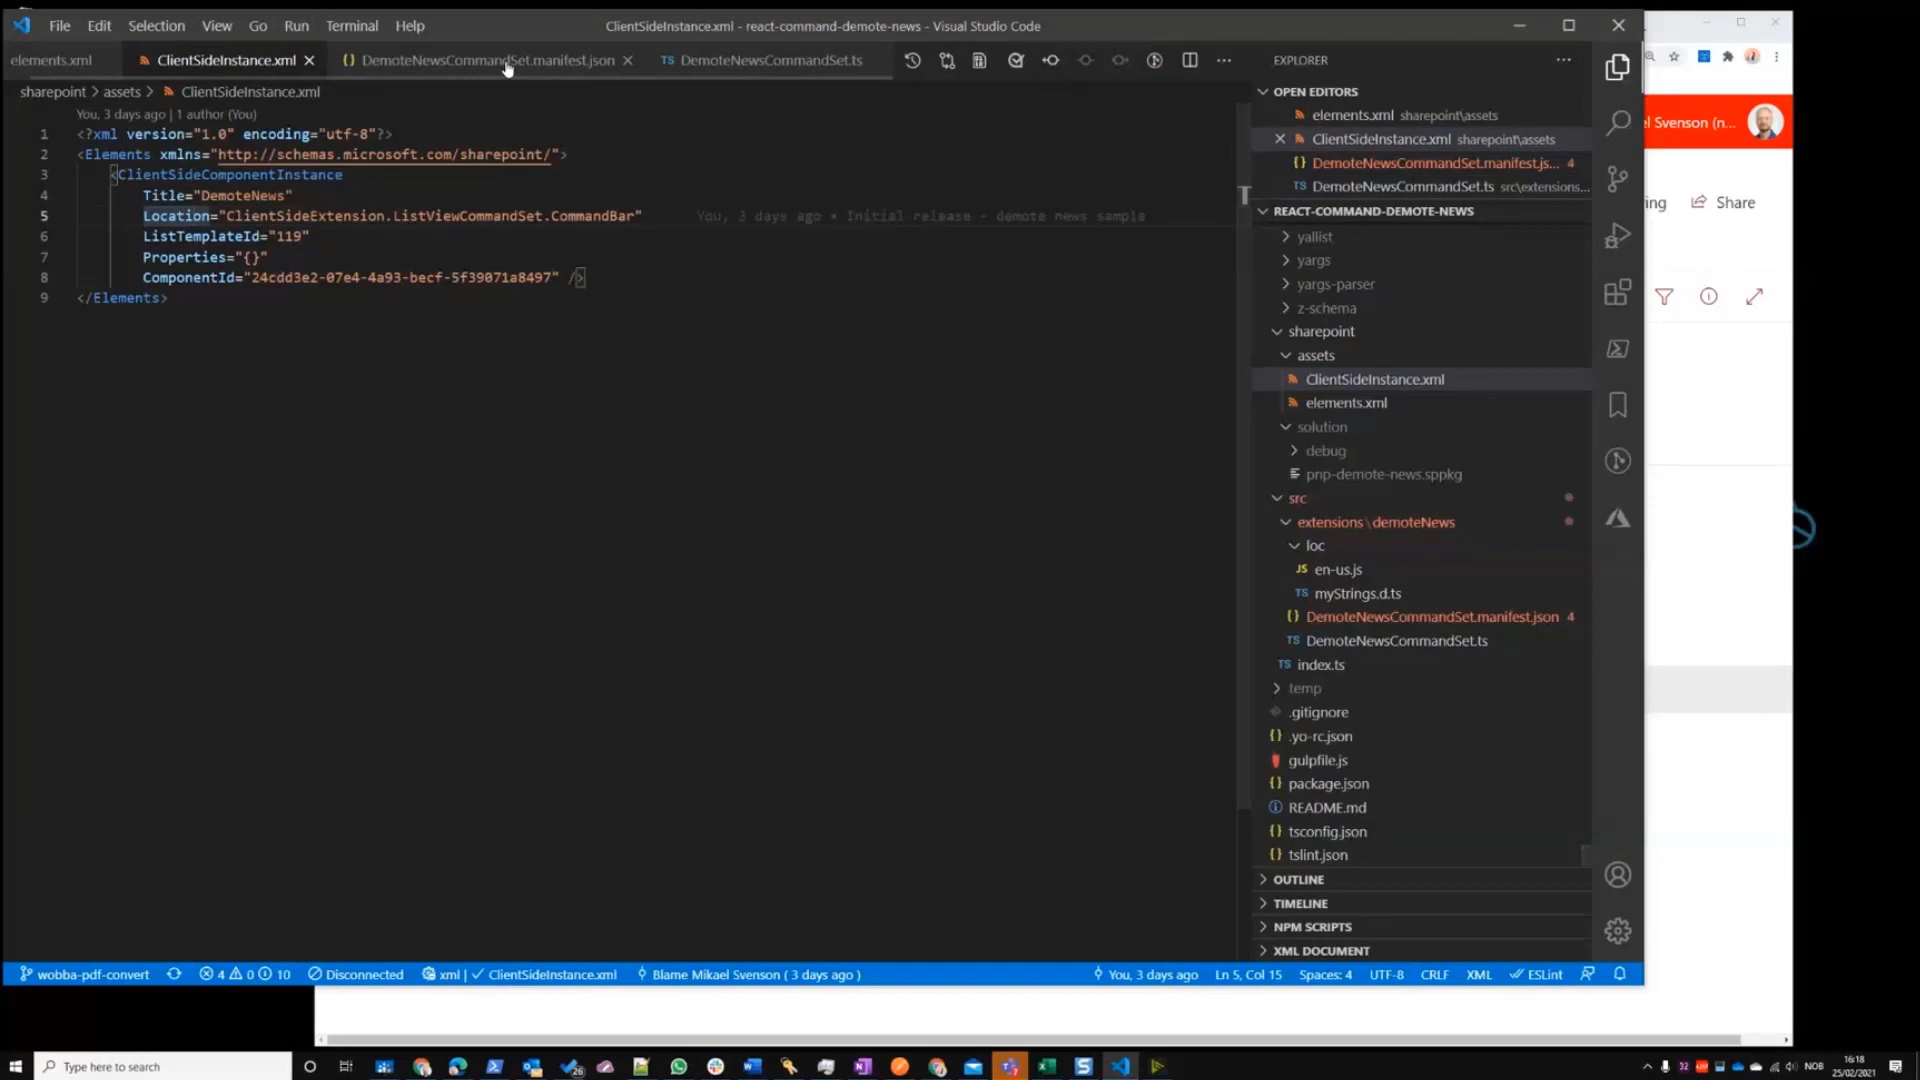 File Edit Selection View Go Run Terminal Help
ClientSideInstance.xml - react-command-demote-news - Visual Studio Code
elements.xml
ClientSideInstance.xml
DemoteNewsCommandSet.manifest.json
DemoteNewsCommandSet.ts
sharepoint > assets > ClientSideInstance.xml
You, 3 days ago | 1 author (You)
1 <?xml version="1.0" encoding="utf-8"?>
2 <Elements xmlns="http://schemas.microsoft.com/sharepoint/">
3 <ClientSideComponentInstance
4 Title="DemoteNews"
5 Location="ClientSideExtension.ListViewCommandSet.CommandBar" You, 3 days ago • Initial release - demote news sample
6 ListTemplateId="119"
7 Properties="{}"
8 ComponentId="24cdd3e2-07e4-4a93-becf-5f39071a8497" />
9 </Elements>
EXPLORER
OPEN EDITORS
elements.xml sharepoint\assets
ClientSideInstance.xml sharepoint\assets
{} DemoteNewsCommandSet.manifest.js... 4
TS DemoteNewsCommandSet.ts src\extensions...
REACT-COMMAND-DEMOTE-NEWS
yallist
yargs
yargs-parser
z-schema
sharepoint
assets
ClientSideInstance.xml
elements.xml
solution
debug
pnp-demote-news.sppkg
src
extensions\demoteNews
loc
JS en-us.js
TS myStrings.d.ts
{} DemoteNewsCommandSet.manifest.json 4
TS DemoteNewsCommandSet.ts
TS index.ts
temp
.gitignore
{} .yo-rc.json
gulpfile.js
{} package.json
README.md
{} tsconfig.json
{} tslint.json
OUTLINE
TIMELINE
NPM SCRIPTS
XML DOCUMENT
el Svenson (n...
ing Share
wobba-pdf-convert 4 0 10 Disconnected xml | ✓ ClientSideInstance.xml Blame Mikael Svenson ( 3 days ago )
You, 3 days ago Ln 5, Col 15 Spaces: 4 UTF-8 CRLF XML ESLint
Type here to search
26
52
NOB
16:18
25/02/2021